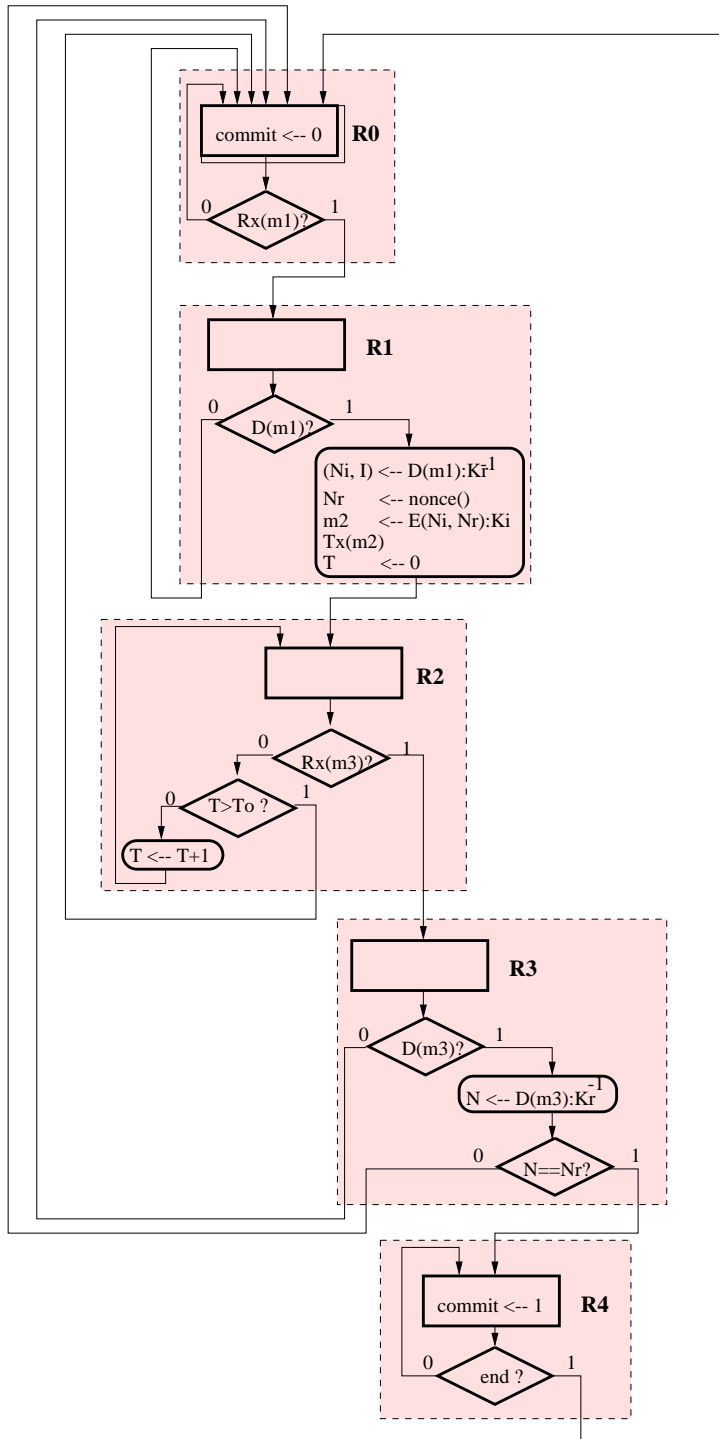 commit <-- 0
R0
0
Rx(m1)?
1
R1
0
D(m1)?
1
(Ni, I) <-- D(m1):Kr-1
Nr <-- nonce()
m2 <-- E(Ni, Nr):Ki
Tx(m2)
T <-- 0
R2
0
Rx(m3)?
1
0
T>To ?
1
T <-- T+1
R3
0
D(m3)?
1
N <-- D(m3):Kr-1
0
N==Nr?
1
commit <-- 1
R4
0
end ?
1